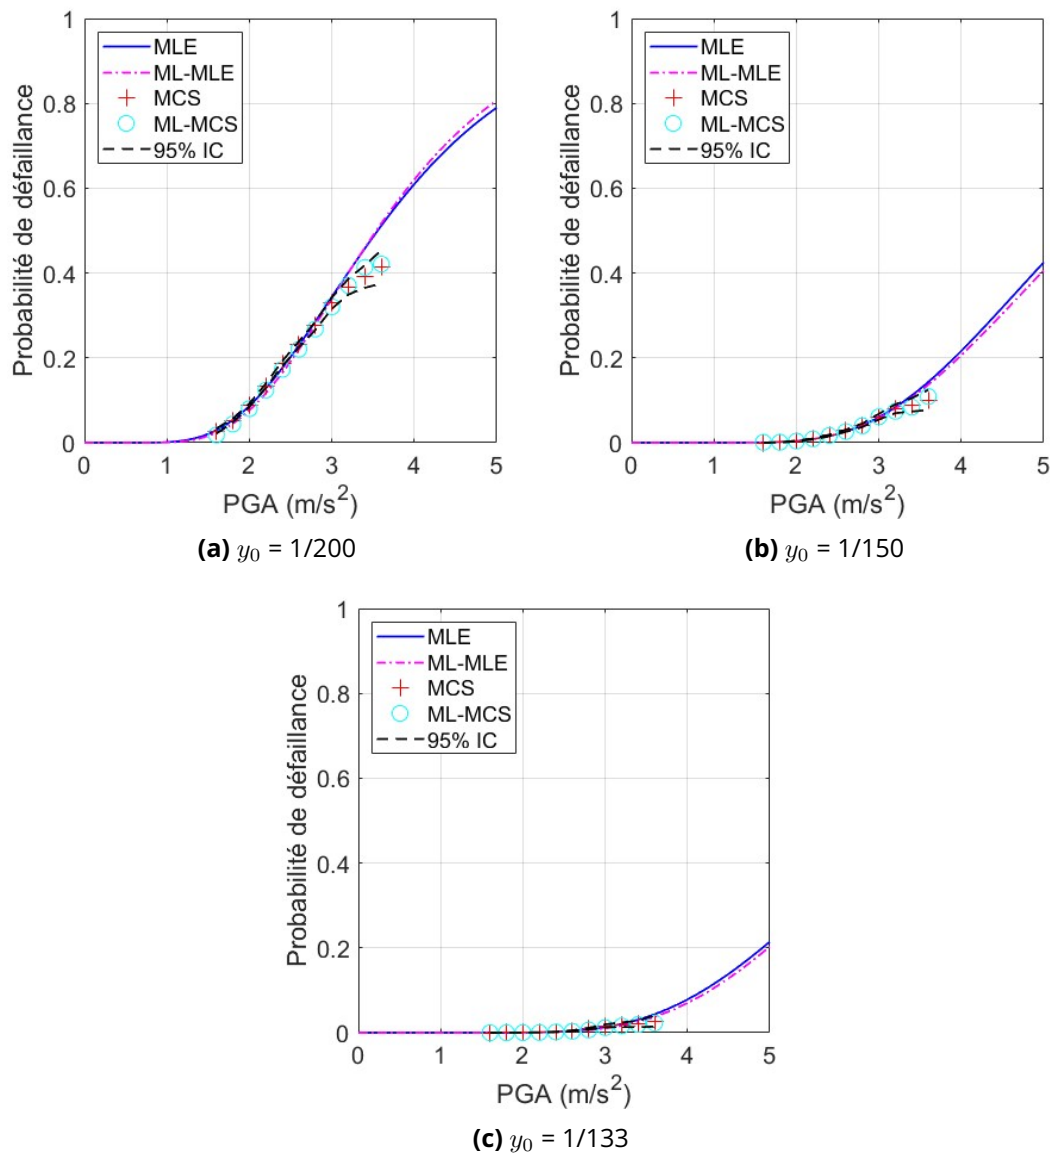 1
0.8
0.6
0.4
0.2
0
0 1 2 3 4 5
Probabilité de défaillance
PGA (m/s²)
MLE
ML-MLE
MCS
ML-MCS
95% IC
(a) y₀ = 1/200
1
0.8
0.6
0.4
0.2
0
0 1 2 3 4 5
Probabilité de défaillance
PGA (m/s²)
MLE
ML-MLE
MCS
ML-MCS
95% IC
(b) y₀ = 1/150
1
0.8
0.6
0.4
0.2
0
0 1 2 3 4 5
Probabilité de défaillance
PGA (m/s²)
MLE
ML-MLE
MCS
ML-MCS
95% IC
(c) y₀ = 1/133